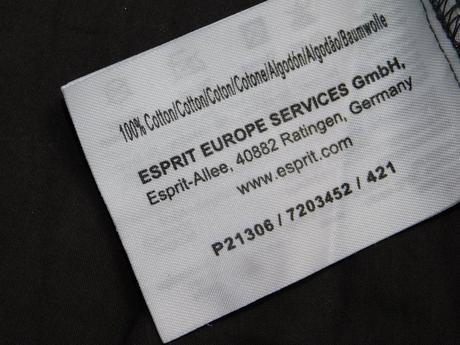 100% Cotton/Cotton/Coton/Cotone/Algodón/Algodão/Baumwolle
ESPRIT EUROPE SERVICES GmbH,
Esprit-Allee, 40882 Ratingen, Germany
www.esprit.com
P21306 / 7203452 / 421